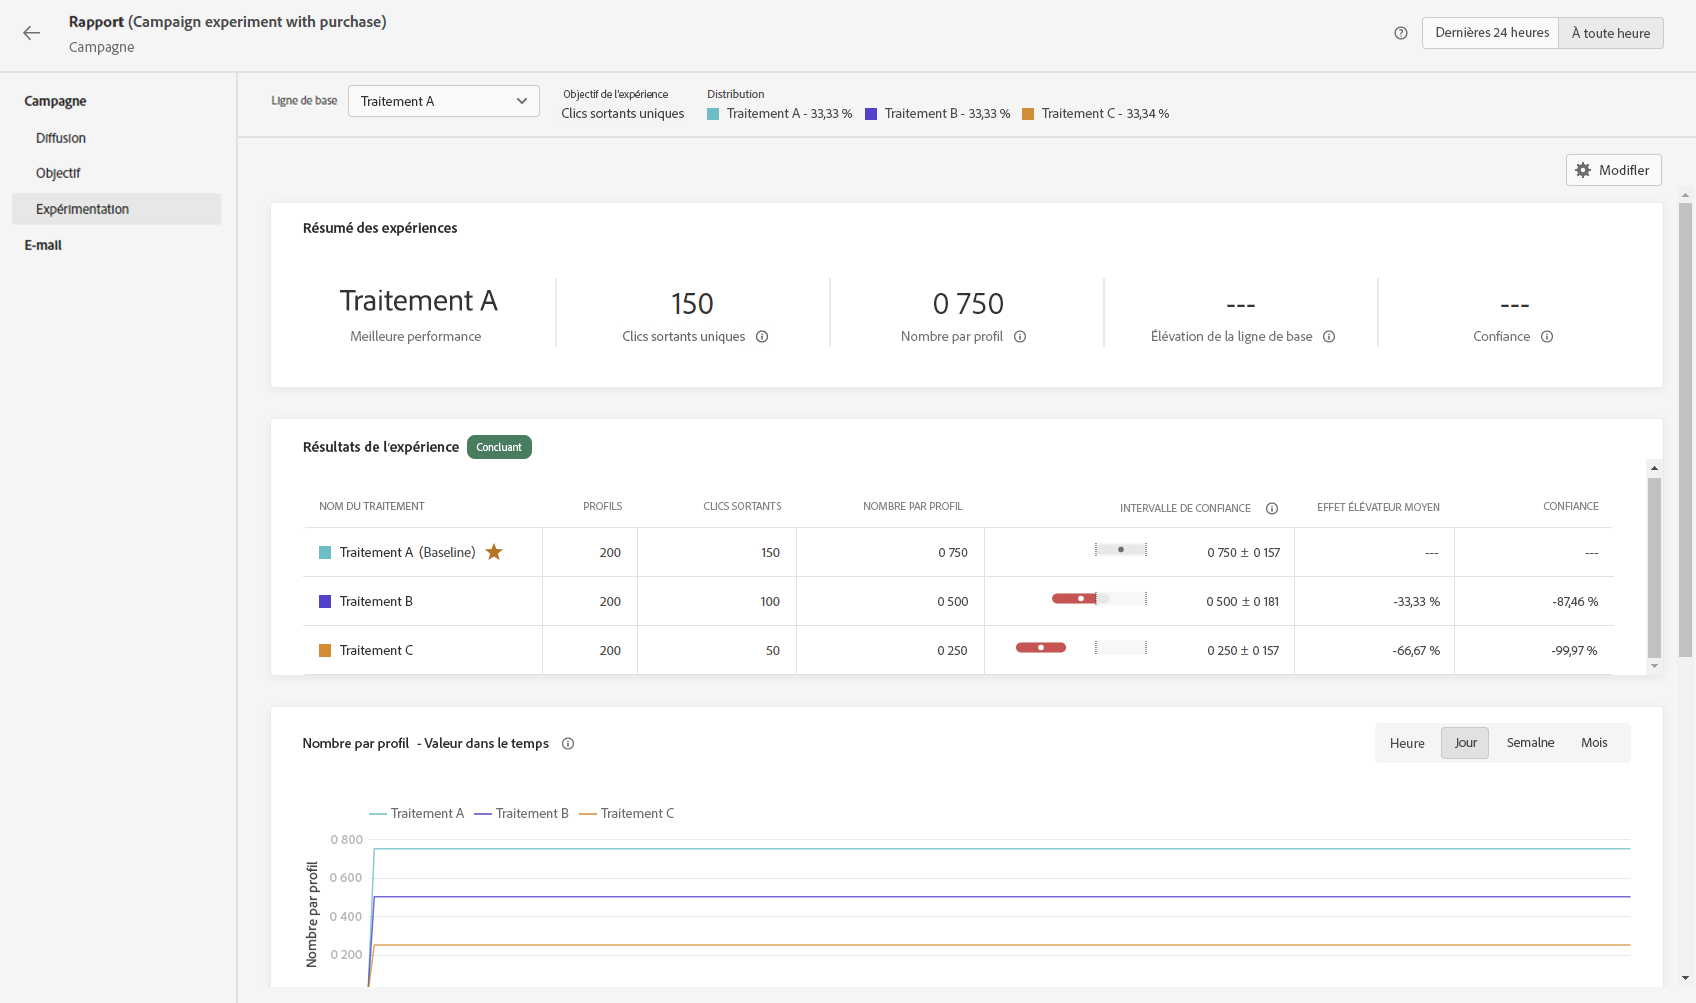 Rapport (Campaign experiment with purchase)
Campagne
Dernières 24 heures
À toute heure
Campagne
Diffusion
Objectif
Expérimentation
E-mail
Ligne de base
Traitement A
Objectif de l'expérience
Clics sortants uniques
Distribution
Traitement A - 33,33 %
Traitement B - 33,33 %
Traitement C - 33,34 %
Modifier
Résumé des expériences
Traitement A
Meilleure performance
150
Clics sortants uniques
0 750
Nombre par profil
---
Élévation de la ligne de base
---
Confiance
Résultats de l'expérience
Concluant
NOM DU TRAITEMENT PROFILS CLICS SORTANTS NOMBRE PAR PROFIL INTERVALLE DE CONFIANCE EFFET ÉLÉVATEUR MOYEN CONFIANCE
Traitement A (Baseline) 200 150 0 750 0 750 ± 0 157 --- ---
Traitement B 200 100 0 500 0 500 ± 0 181 -33,33 % -87,46 %
Traitement C 200 50 0 250 0 250 ± 0 157 -66,67 % -99,97 %
Nombre par profil - Valeur dans le temps
Heure
Jour
Semaine
Mois
Traitement A
Traitement B
Traitement C
0 800
0 600
0 400
0 200
Nombre par profil